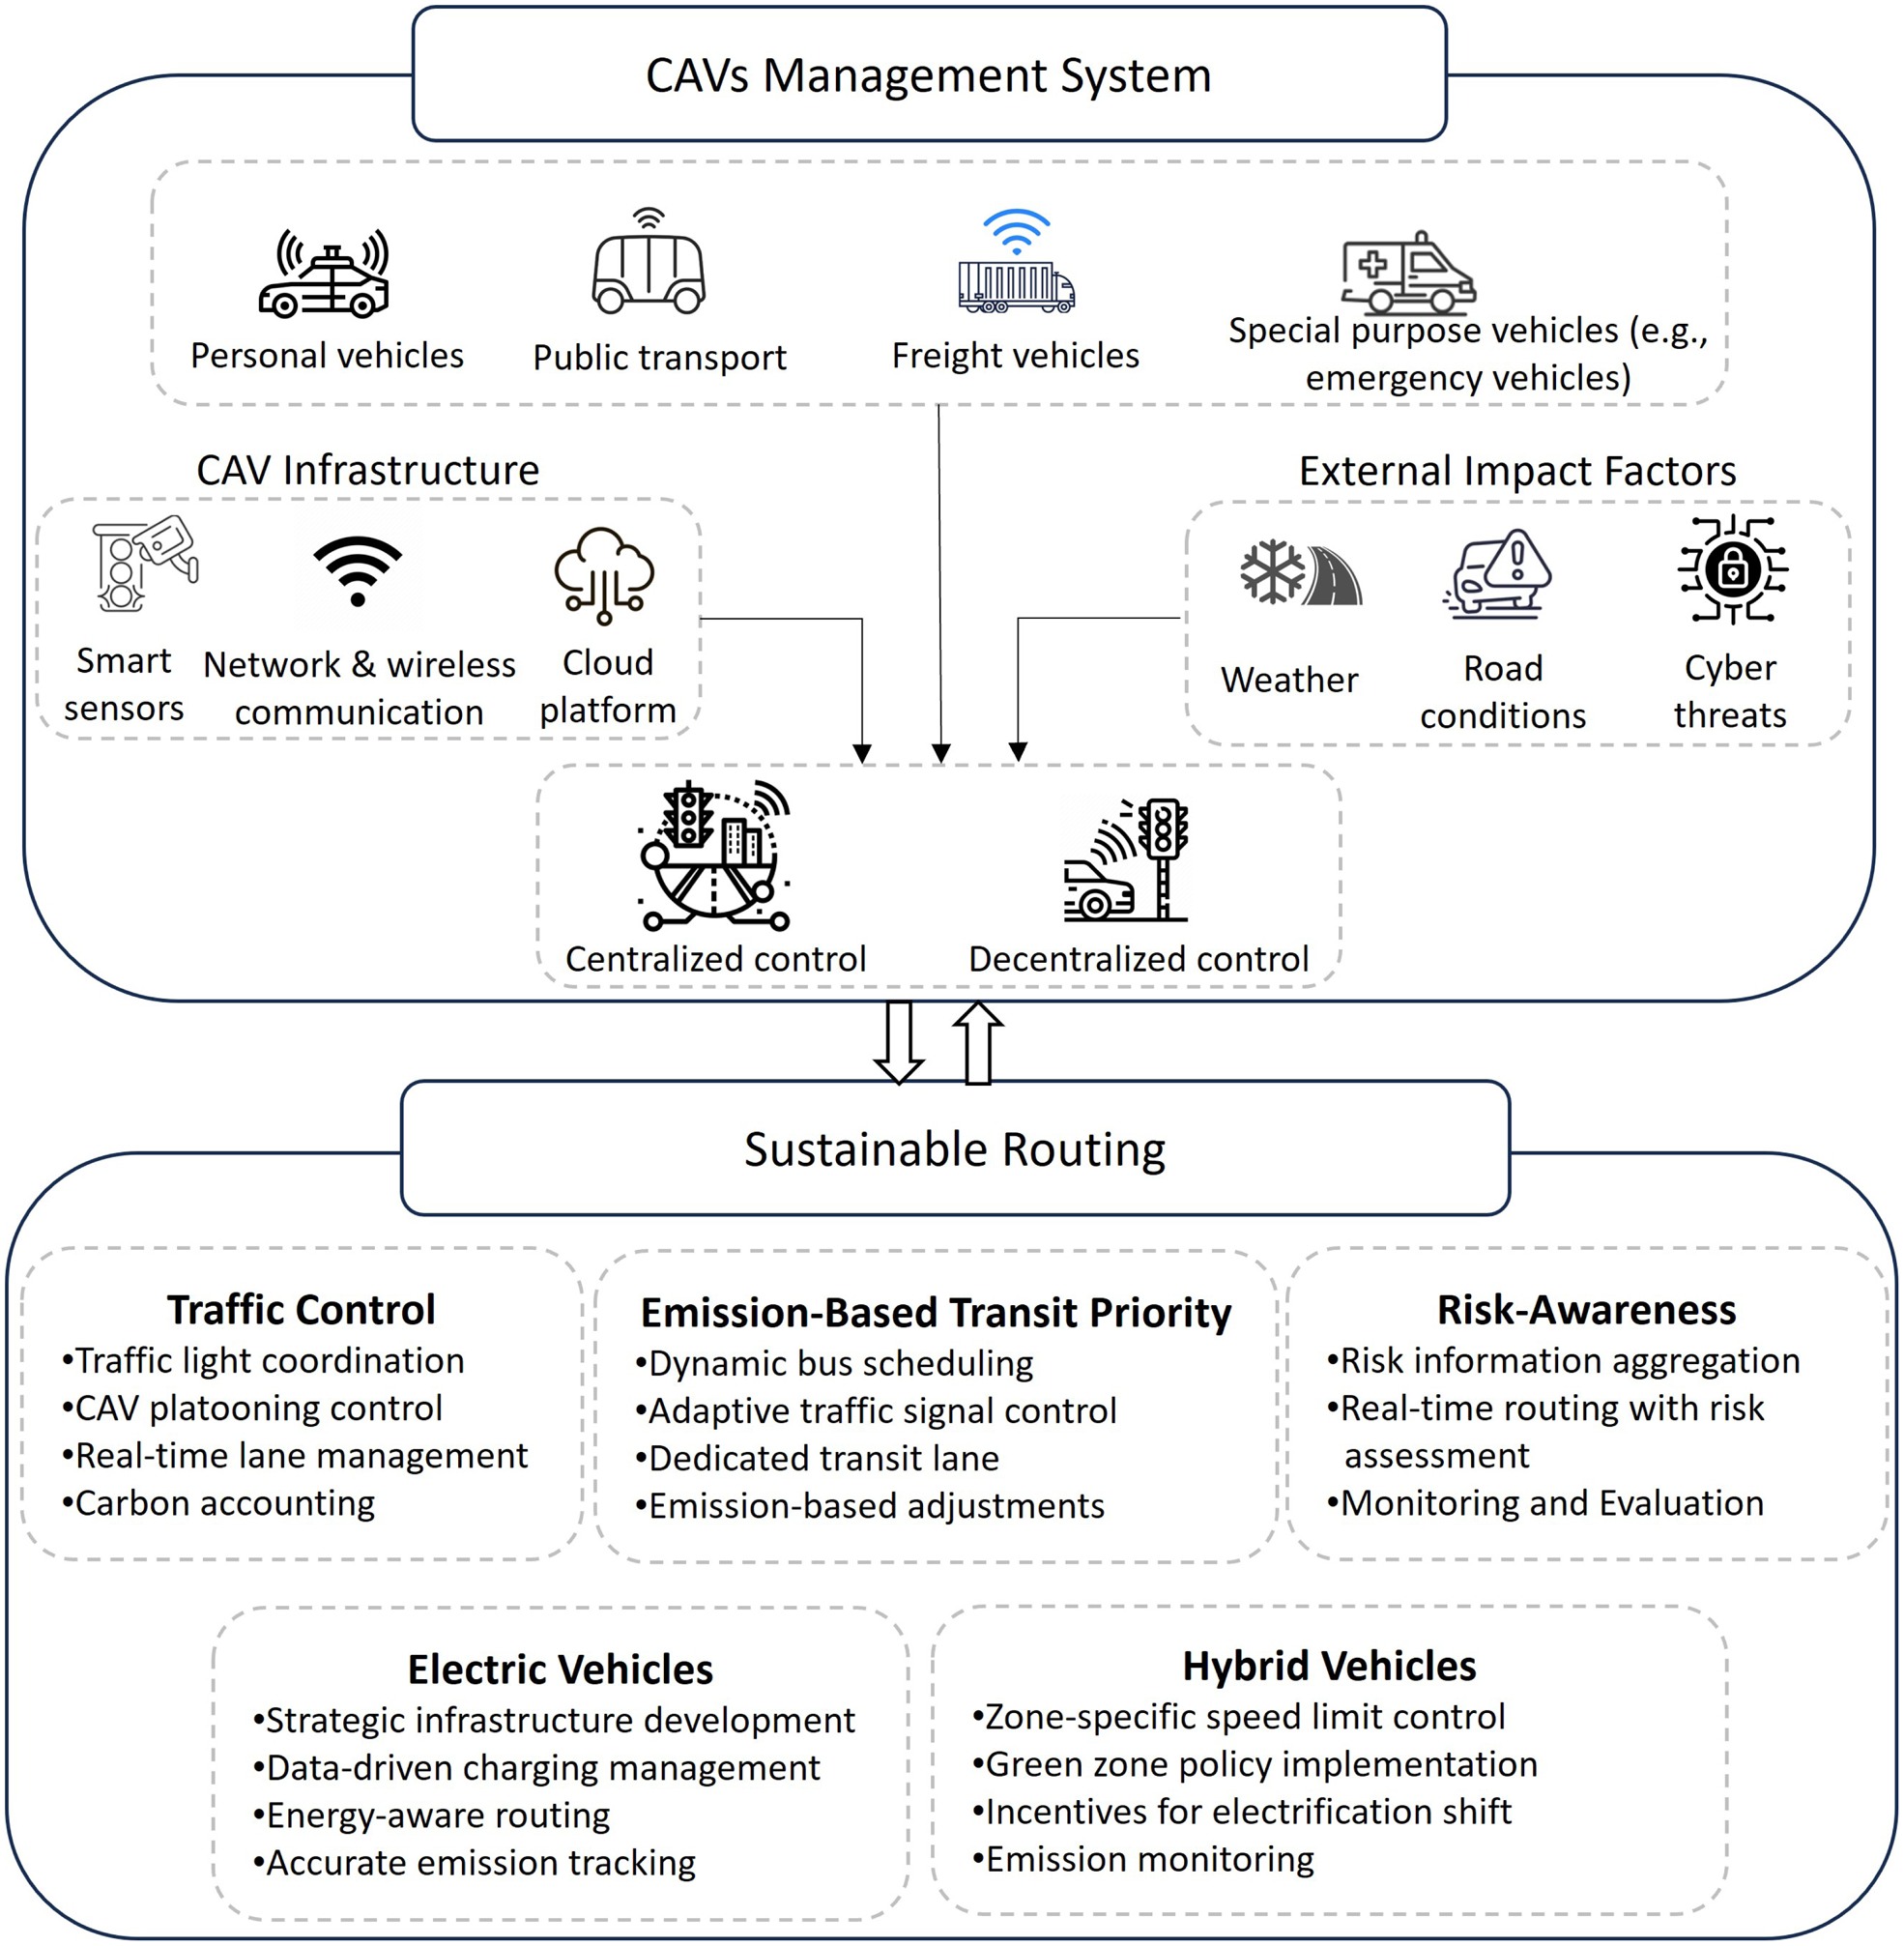 CAVs Management System
Personal vehicles
Public transport
Freight vehicles
Special purpose vehicles (e.g.,
emergency vehicles)
CAV Infrastructure
Smart
sensors
Network & wireless
communication
Cloud
platform
External Impact Factors
Weather
Road
conditions
Cyber
threats
Centralized control
Decentralized control
Sustainable Routing
Traffic Control
•Traffic light coordination
•CAV platooning control
•Real-time lane management
•Carbon accounting
Emission-Based Transit Priority
•Dynamic bus scheduling
•Adaptive traffic signal control
•Dedicated transit lane
•Emission-based adjustments
Risk-Awareness
•Risk information aggregation
•Real-time routing with risk
assessment
•Monitoring and Evaluation
Electric Vehicles
•Strategic infrastructure development
•Data-driven charging management
•Energy-aware routing
•Accurate emission tracking
Hybrid Vehicles
•Zone-specific speed limit control
•Green zone policy implementation
•Incentives for electrification shift
•Emission monitoring